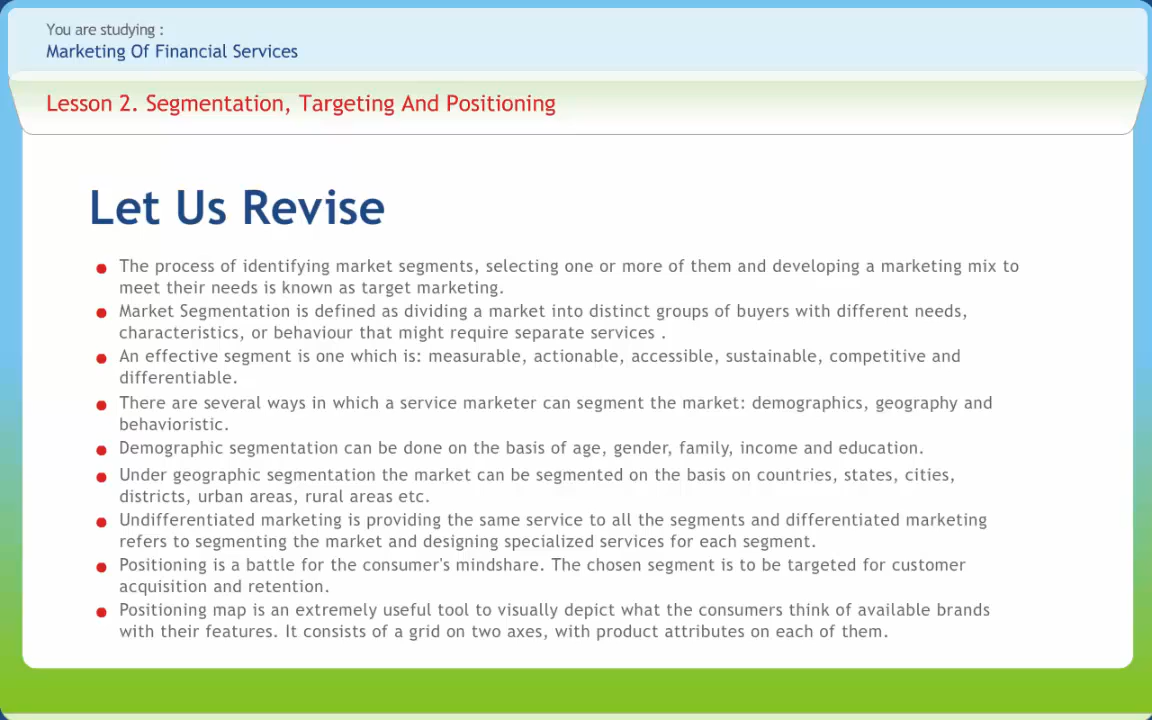 You are studying :
Marketing Of Financial Services
Lesson 2. Segmentation, Targeting And Positioning
Let Us Revise
The process of identifying market segments, selecting one or more of them and developing a marketing mix to
meet their needs is known as target marketing.
Market Segmentation is defined as dividing a market into distinct groups of buyers with different needs,
characteristics, or behaviour that might require separate services .
An effective segment is one which is: measurable, actionable, accessible, sustainable, competitive and
differentiable.
There are several ways in which a service marketer can segment the market: demographics, geography and
behavioristic.
Demographic segmentation can be done on the basis of age, gender, family, income and education.
Under geographic segmentation the market can be segmented on the basis on countries, states, cities,
districts, urban areas, rural areas etc.
Undifferentiated marketing is providing the same service to all the segments and differentiated marketing
refers to segmenting the market and designing specialized services for each segment.
Positioning is a battle for the consumer's mindshare. The chosen segment is to be targeted for customer
acquisition and retention.
Positioning map is an extremely useful tool to visually depict what the consumers think of available brands
with their features. It consists of a grid on two axes, with product attributes on each of them.